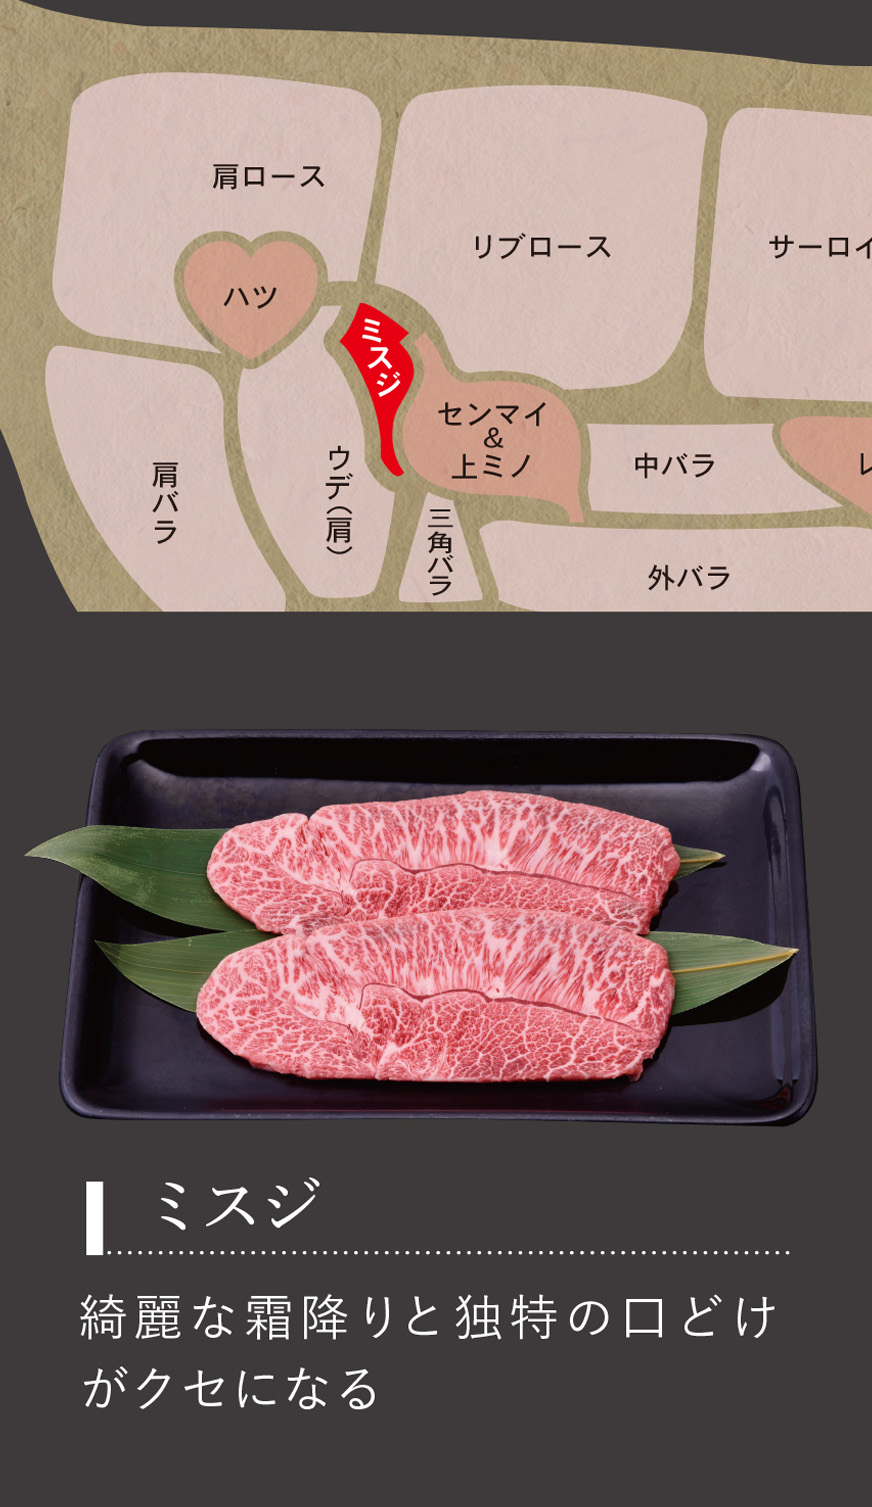 肩ロース
リブロース
サーロイ
ハツ
ミスジ
センマイ
&
上ミノ
中バラ
レ
肩バラ
ウデ(肩)
三角バラ
外バラ
ミスジ
綺麗な霜降りと独特の口どけ
がクセになる